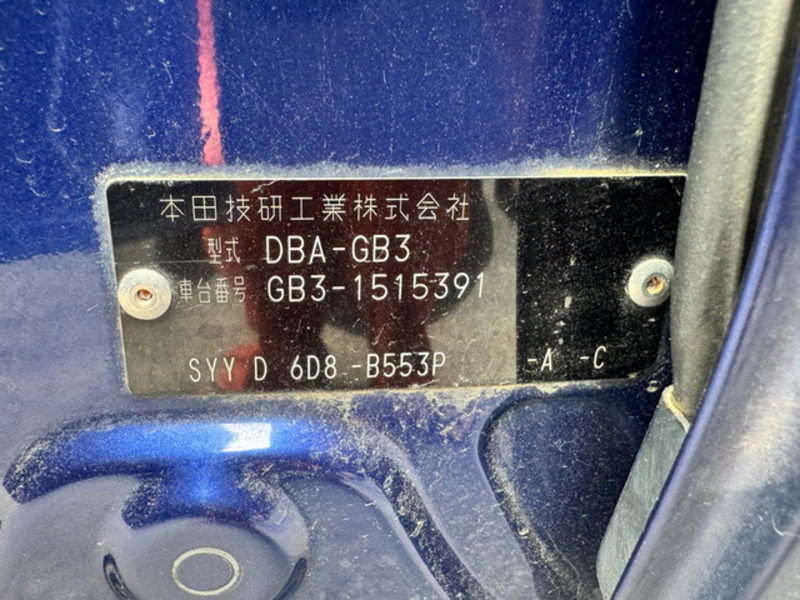 本田技研工業株式会社
型式 DBA-GB3
車台番号 GB3-1515391
SYY D 6D8 -B553P -A -C